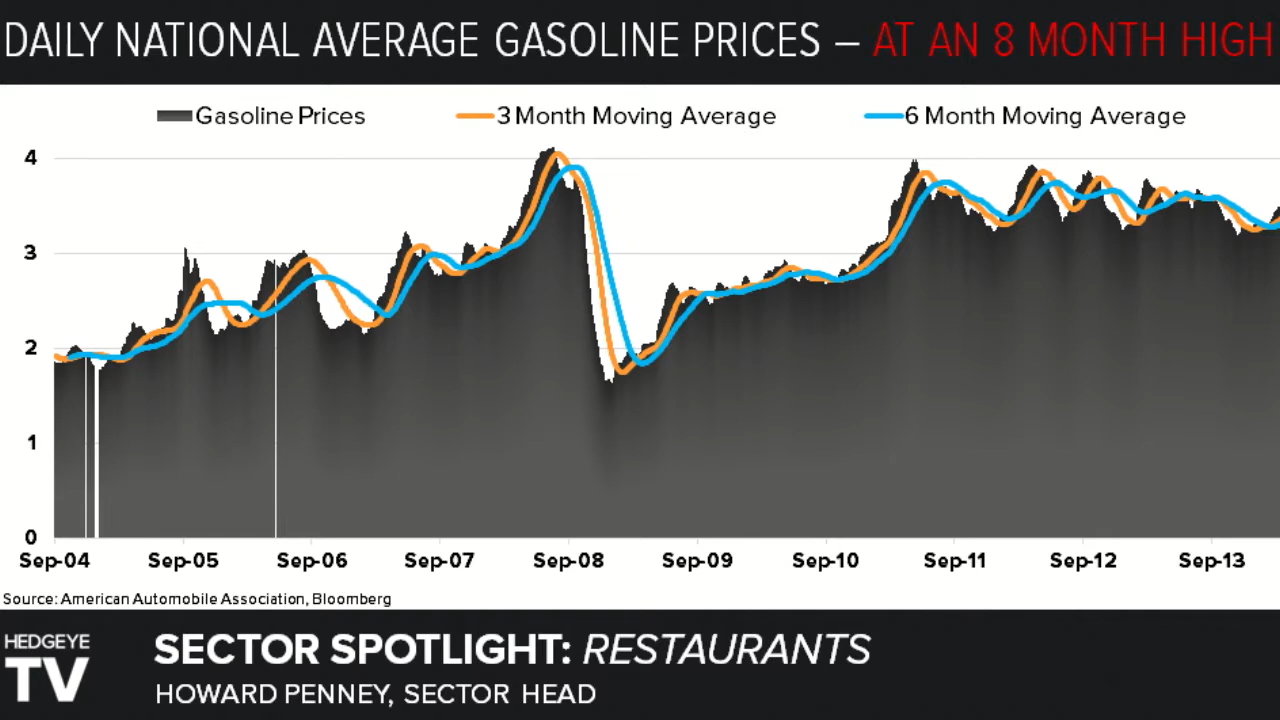 DAILY NATIONAL AVERAGE GASOLINE PRICES – AT AN 8 MONTH HIGH
Gasoline Prices 3 Month Moving Average 6 Month Moving Average
4
3
2
1
0
Sep-04 Sep-05 Sep-06 Sep-07 Sep-08 Sep-09 Sep-10 Sep-11 Sep-12 Sep-13
Source: American Automobile Association, Bloomberg
HEDGEYE
TV
SECTOR SPOTLIGHT: RESTAURANTS
HOWARD PENNEY, SECTOR HEAD